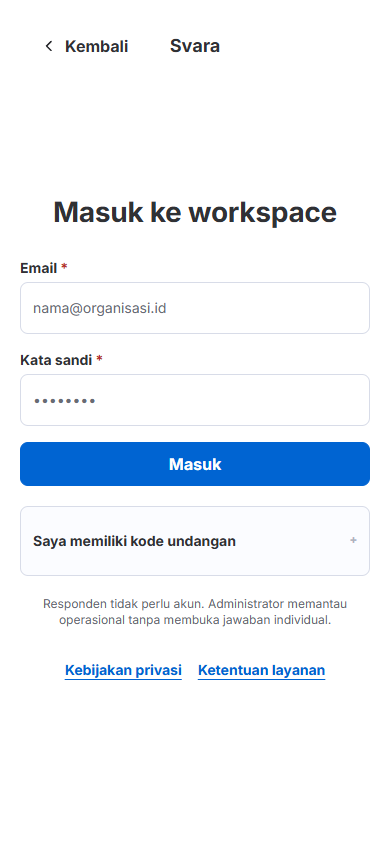 Kembali
Svara
Masuk ke workspace
Email *
nama@organisasi.id
Kata sandi *
••••••••
Masuk
Saya memiliki kode undangan
+
Responden tidak perlu akun. Administrator memantau
operasional tanpa membuka jawaban individual.
Kebijakan privasi
Ketentuan layanan